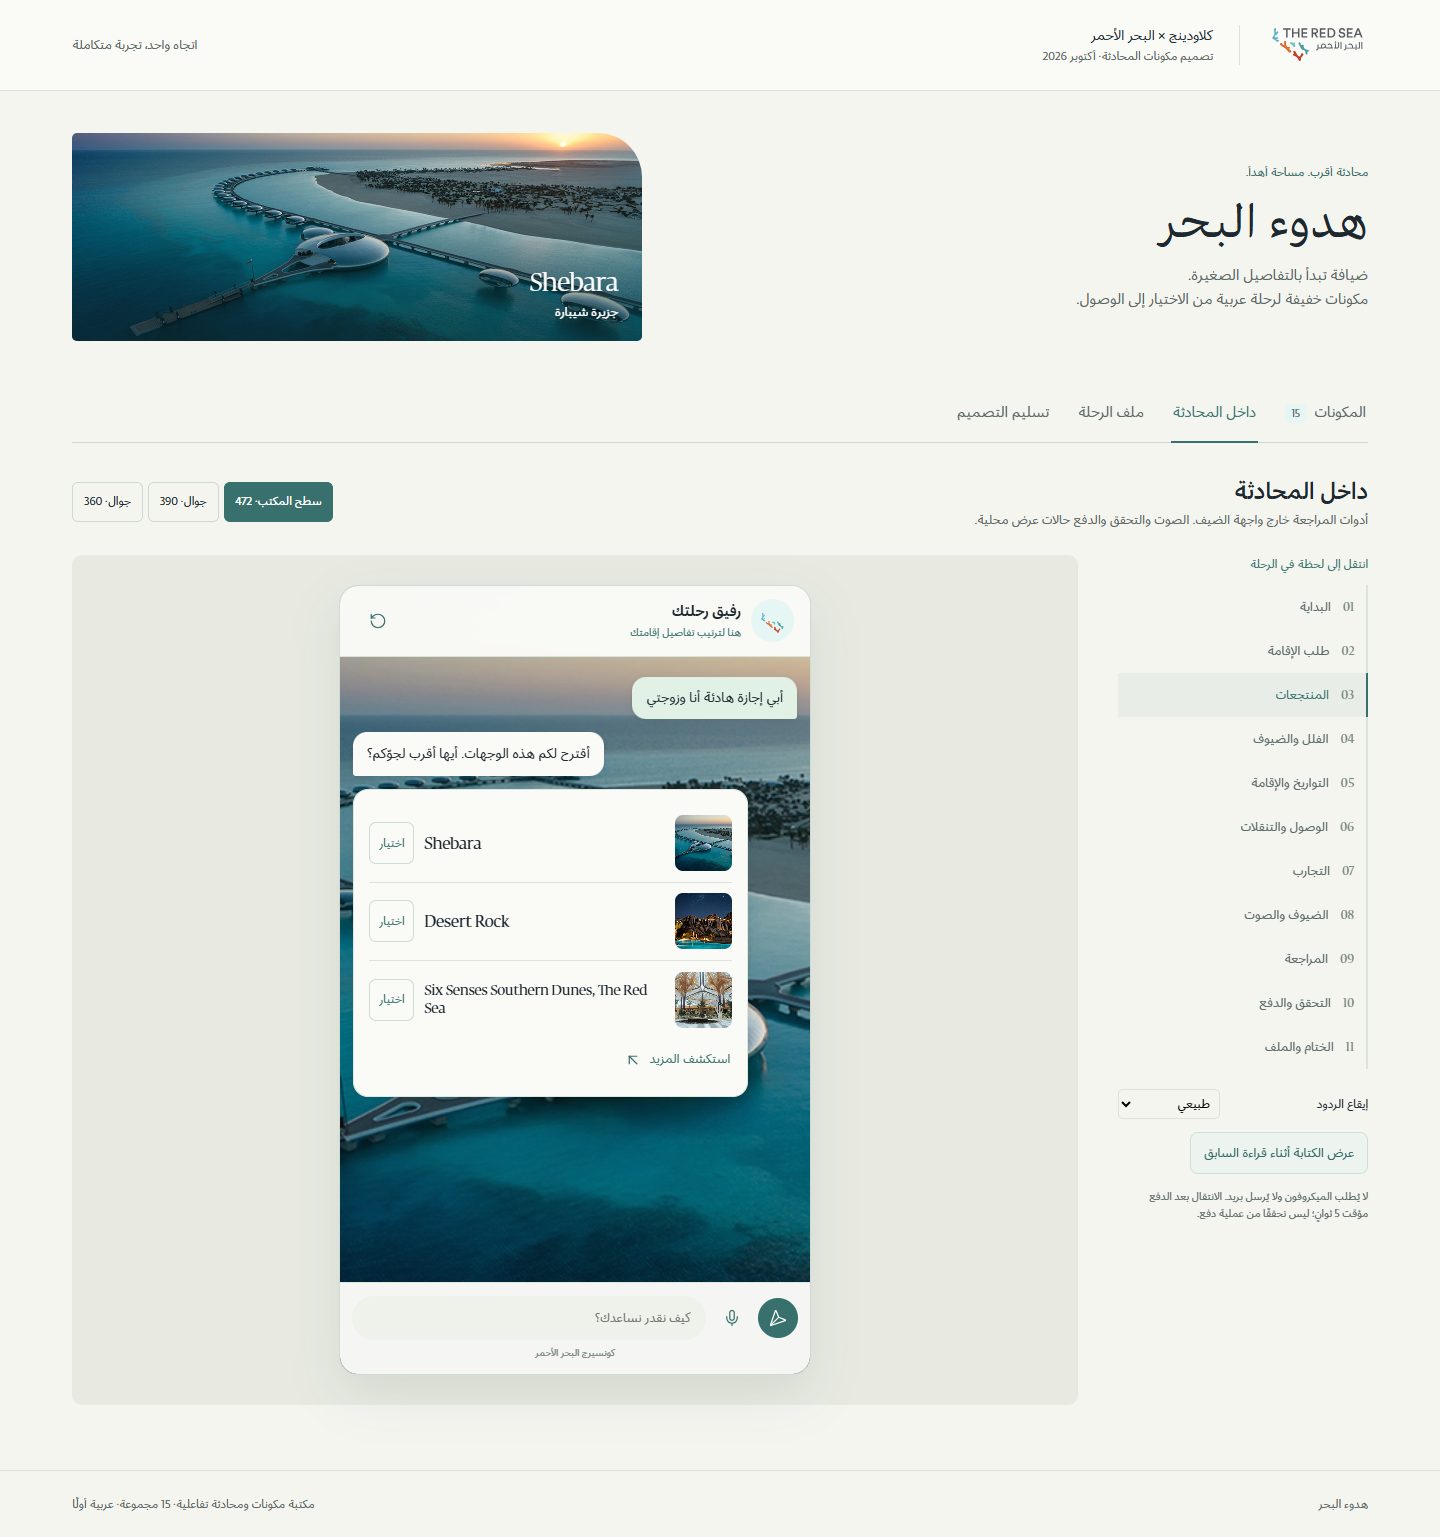 THE RED SEA
البحر الأحمر
كلاودينج × البحر الأحمر
تصميم مكونات المحادثة · أكتوبر 2026
اتجاه واحد، تجربة متكاملة
محادثة أقرب. مساحة أهدأ.
هدوء البحر
ضيافة تبدأ بالتفاصيل الصغيرة.
مكونات خفيفة لرحلة عربية من الاختيار إلى الوصول.
Shebara
جزيرة شيبارة
المكونات 15
داخل المحادثة
ملف الرحلة
تسليم التصميم
داخل المحادثة
أدوات المراجعة خارج واجهة الضيف. الصوت والتحقق والدفع حالات عرض محلية.
سطح المكتب · 472
جوال · 390
جوال · 360
انتقل إلى لحظة في الرحلة
01 البداية
02 طلب الإقامة
03 المنتجعات
04 الفلل والضيوف
05 التواريخ والإقامة
06 الوصول والتنقلات
07 التجارب
08 الضيوف والصوت
09 المراجعة
10 التحقق والدفع
11 الختام والملف
إيقاع الردود
طبيعي
عرض الكتابة أثناء قراءة السابق
لا يُطلب الميكروفون ولا يُرسل بريد. الانتقال بعد الدفع
مؤقت 5 ثوانٍ؛ ليس تحققًا من عملية دفع.
رفيق رحلتك
هنا لترتيب تفاصيل إقامتك
أبي إجازة هادئة أنا وزوجتي
أقترح لكم هذه الوجهات. أيها أقرب لجوّكم؟
Shebara
اختيار
Desert Rock
اختيار
Six Senses Southern Dunes, The Red
Sea
اختيار
استكشف المزيد
كيف نقدر نساعدك؟
كونسيرج البحر الأحمر
هدوء البحر
مكتبة مكونات ومحادثة تفاعلية · 15 مجموعة · عربية أولًا